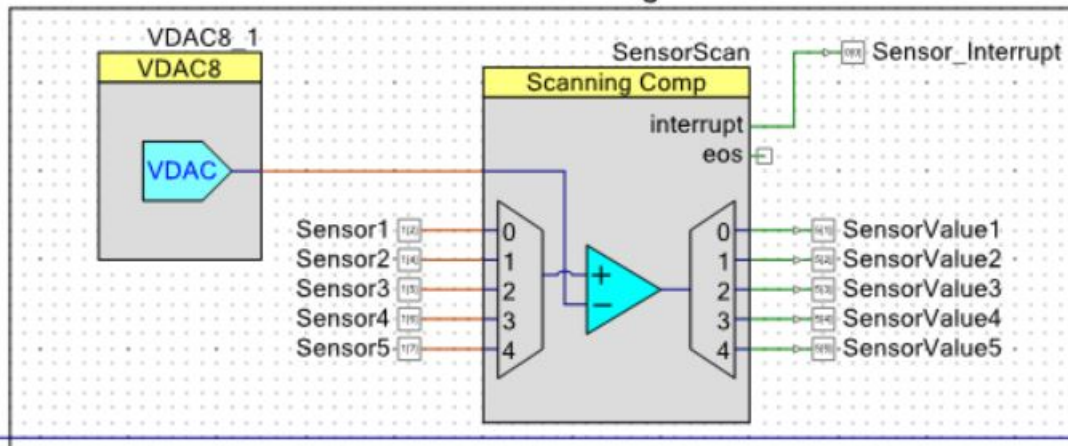 VDAC8_1
VDAC8
VDAC
SensorScan
Scanning Comp
interrupt
eos
Sensor_Interrupt
Sensor1
Sensor2
Sensor3
Sensor4
Sensor5
0
1
2
3
4
+
−
0
1
2
3
4
SensorValue1
SensorValue2
SensorValue3
SensorValue4
SensorValue5